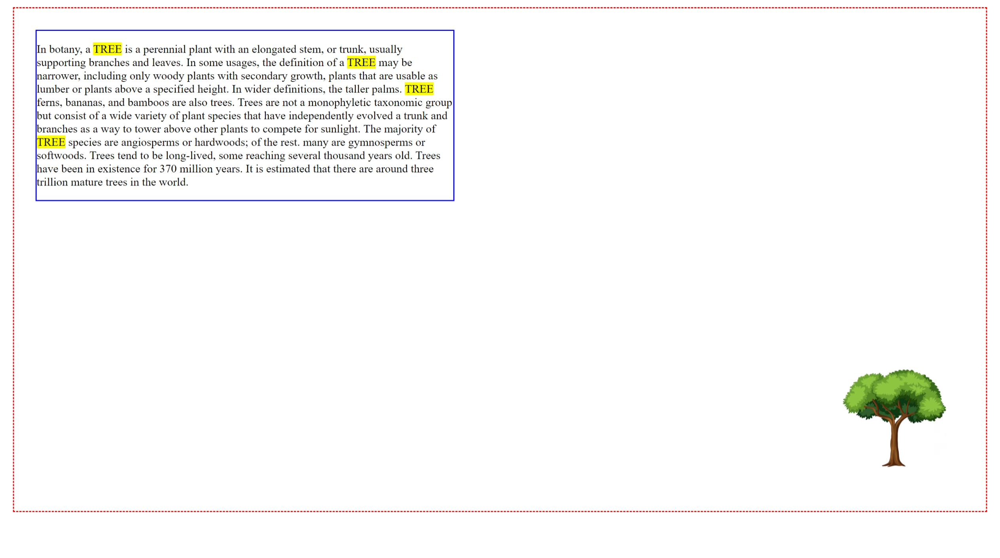 In botany, a TREE is a perennial plant with an elongated stem, or trunk, usually
supporting branches and leaves. In some usages, the definition of a TREE may be
narrower, including only woody plants with secondary growth, plants that are usable as
lumber or plants above a specified height. In wider definitions, the taller palms. TREE
ferns, bananas, and bamboos are also trees. Trees are not a monophyletic taxonomic group
but consist of a wide variety of plant species that have independently evolved a trunk and
branches as a way to tower above other plants to compete for sunlight. The majority of
TREE species are angiosperms or hardwoods; of the rest. many are gymnosperms or
softwoods. Trees tend to be long-lived, some reaching several thousand years old. Trees
have been in existence for 370 million years. It is estimated that there are around three
trillion mature trees in the world.